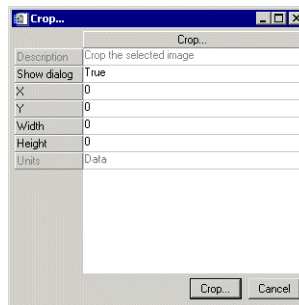 Crop...
Crop...
Description Crop the selected image
Show dialog True
X 0
Y 0
Width 0
Height 0
Units Data
Crop... Cancel